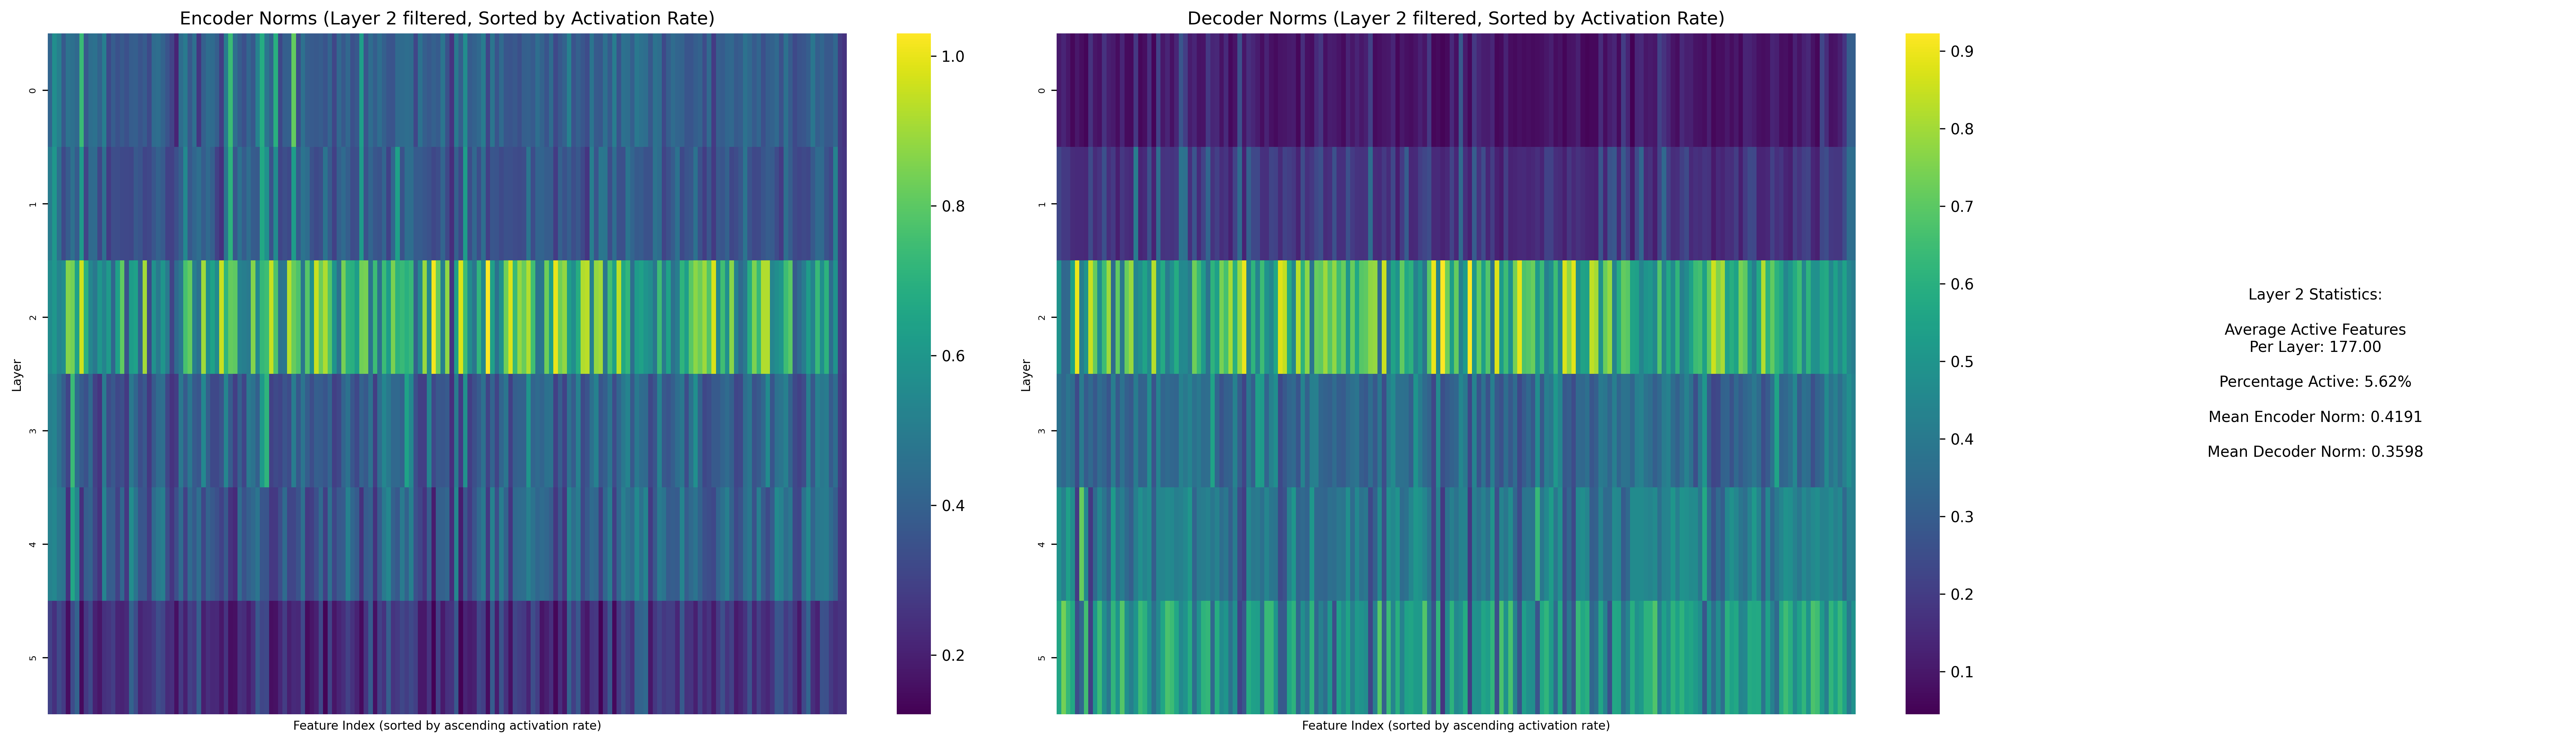 Encoder Norms (Layer 2 filtered, Sorted by Activation Rate)
Layer
0
1
2
3
4
5
Feature Index (sorted by ascending activation rate)
1.0
0.8
0.6
0.4
0.2
Decoder Norms (Layer 2 filtered, Sorted by Activation Rate)
Layer
0
1
2
3
4
5
Feature Index (sorted by ascending activation rate)
0.9
0.8
0.7
0.6
0.5
0.4
0.3
0.2
0.1
Layer 2 Statistics:
Average Active Features
Per Layer: 177.00
Percentage Active: 5.62%
Mean Encoder Norm: 0.4191
Mean Decoder Norm: 0.3598